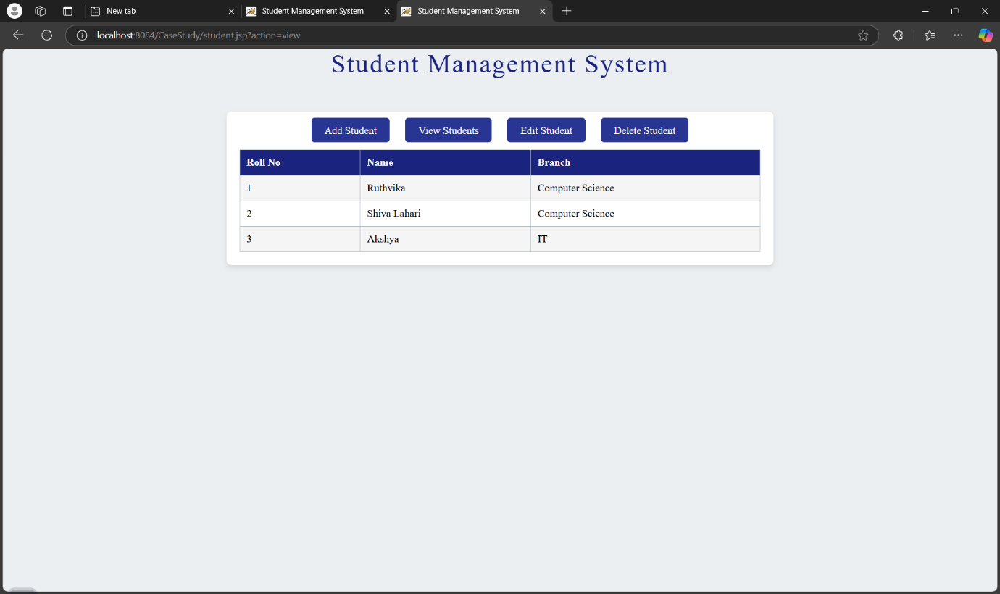 New tab
Student Management System
Student Management System
localhost:8084/CaseStudy/student.jsp?action=view
Student Management System
Add Student View Students Edit Student Delete Student
Roll No Name Branch
1 Ruthvika Computer Science
2 Shiva Lahari Computer Science
3 Akshya IT